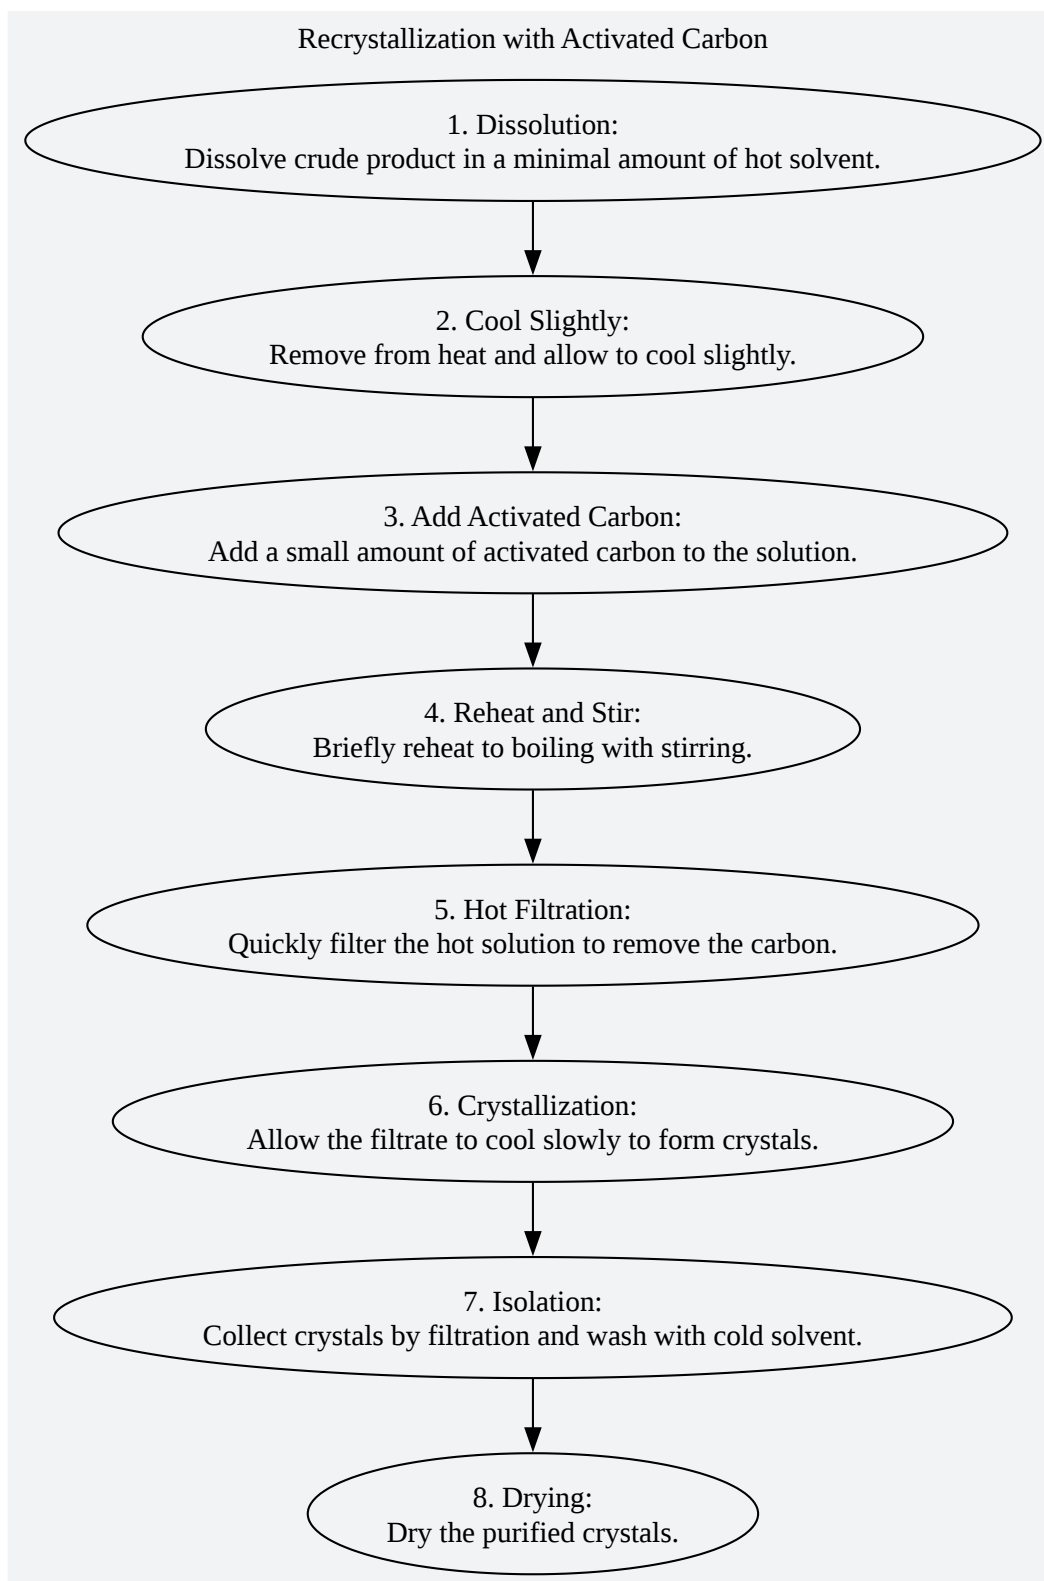 Recrystallization with Activated Carbon
1. Dissolution:
Dissolve crude product in a minimal amount of hot solvent.
2. Cool Slightly:
Remove from heat and allow to cool slightly.
3. Add Activated Carbon:
Add a small amount of activated carbon to the solution.
4. Reheat and Stir:
Briefly reheat to boiling with stirring.
5. Hot Filtration:
Quickly filter the hot solution to remove the carbon.
6. Crystallization:
Allow the filtrate to cool slowly to form crystals.
7. Isolation:
Collect crystals by filtration and wash with cold solvent.
8. Drying:
Dry the purified crystals.